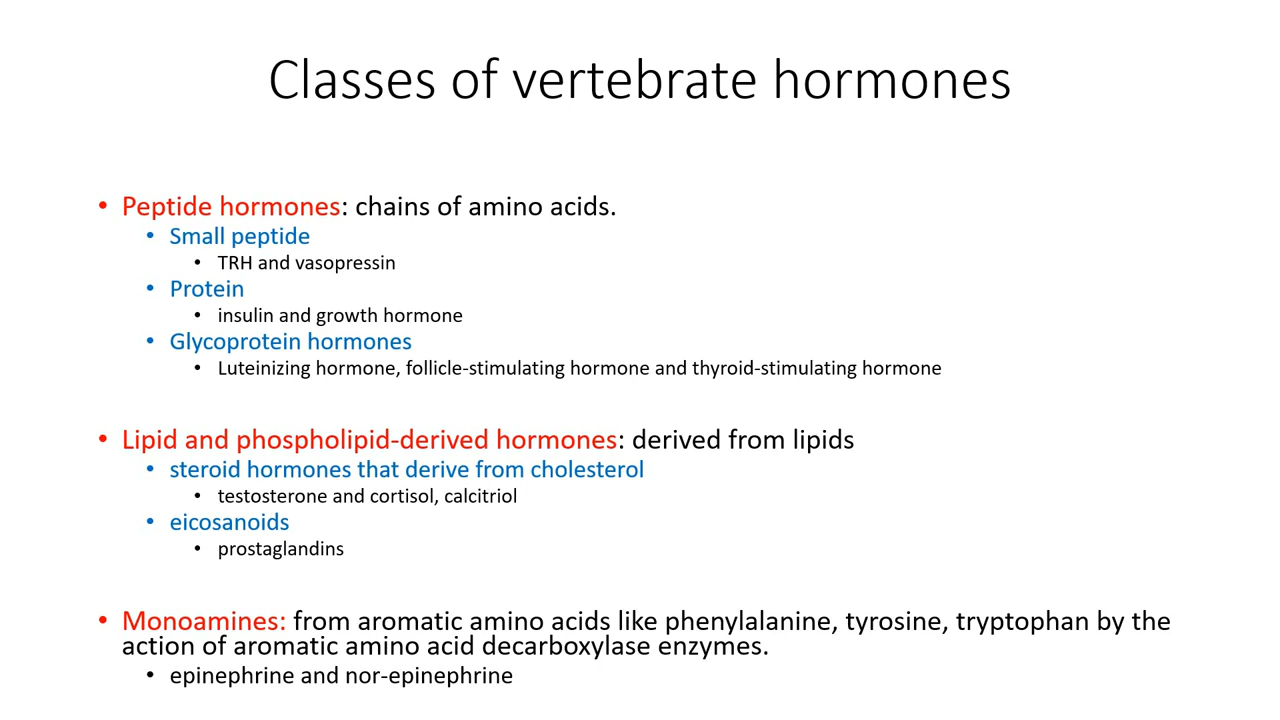 Classes of vertebrate hormones
• Peptide hormones: chains of amino acids.
• Small peptide
• TRH and vasopressin
• Protein
• insulin and growth hormone
• Glycoprotein hormones
• Luteinizing hormone, follicle-stimulating hormone and thyroid-stimulating hormone
• Lipid and phospholipid-derived hormones: derived from lipids
• steroid hormones that derive from cholesterol
• testosterone and cortisol, calcitriol
• eicosanoids
• prostaglandins
• Monoamines: from aromatic amino acids like phenylalanine, tyrosine, tryptophan by the
action of aromatic amino acid decarboxylase enzymes.
• epinephrine and nor-epinephrine